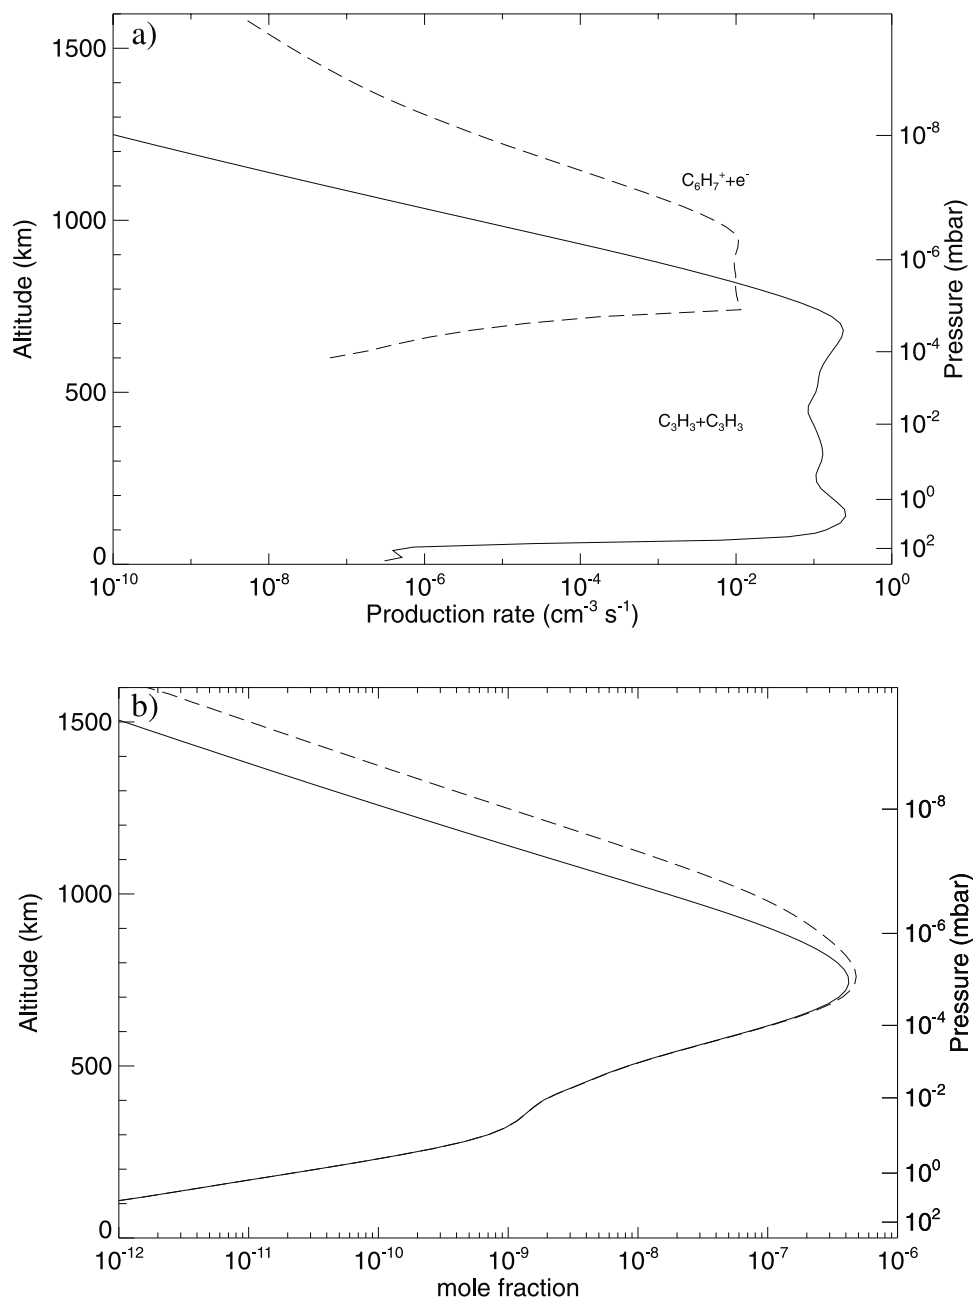 a)
1500
1000
500
0
Altitude (km)
C₆H₇⁺+e⁻
C₃H₃+C₃H₃
10⁻⁸
10⁻⁶
10⁻⁴
10⁻²
10⁰
10²
Pressure (mbar)
10⁻¹⁰ 10⁻⁸ 10⁻⁶ 10⁻⁴ 10⁻² 10⁰
Production rate (cm⁻³ s⁻¹)
b)
1500
1000
500
0
Altitude (km)
10⁻⁸
10⁻⁶
10⁻⁴
10⁻²
10⁰
10²
Pressure (mbar)
10⁻¹² 10⁻¹¹ 10⁻¹⁰ 10⁻⁹ 10⁻⁸ 10⁻⁷ 10⁻⁶
mole fraction